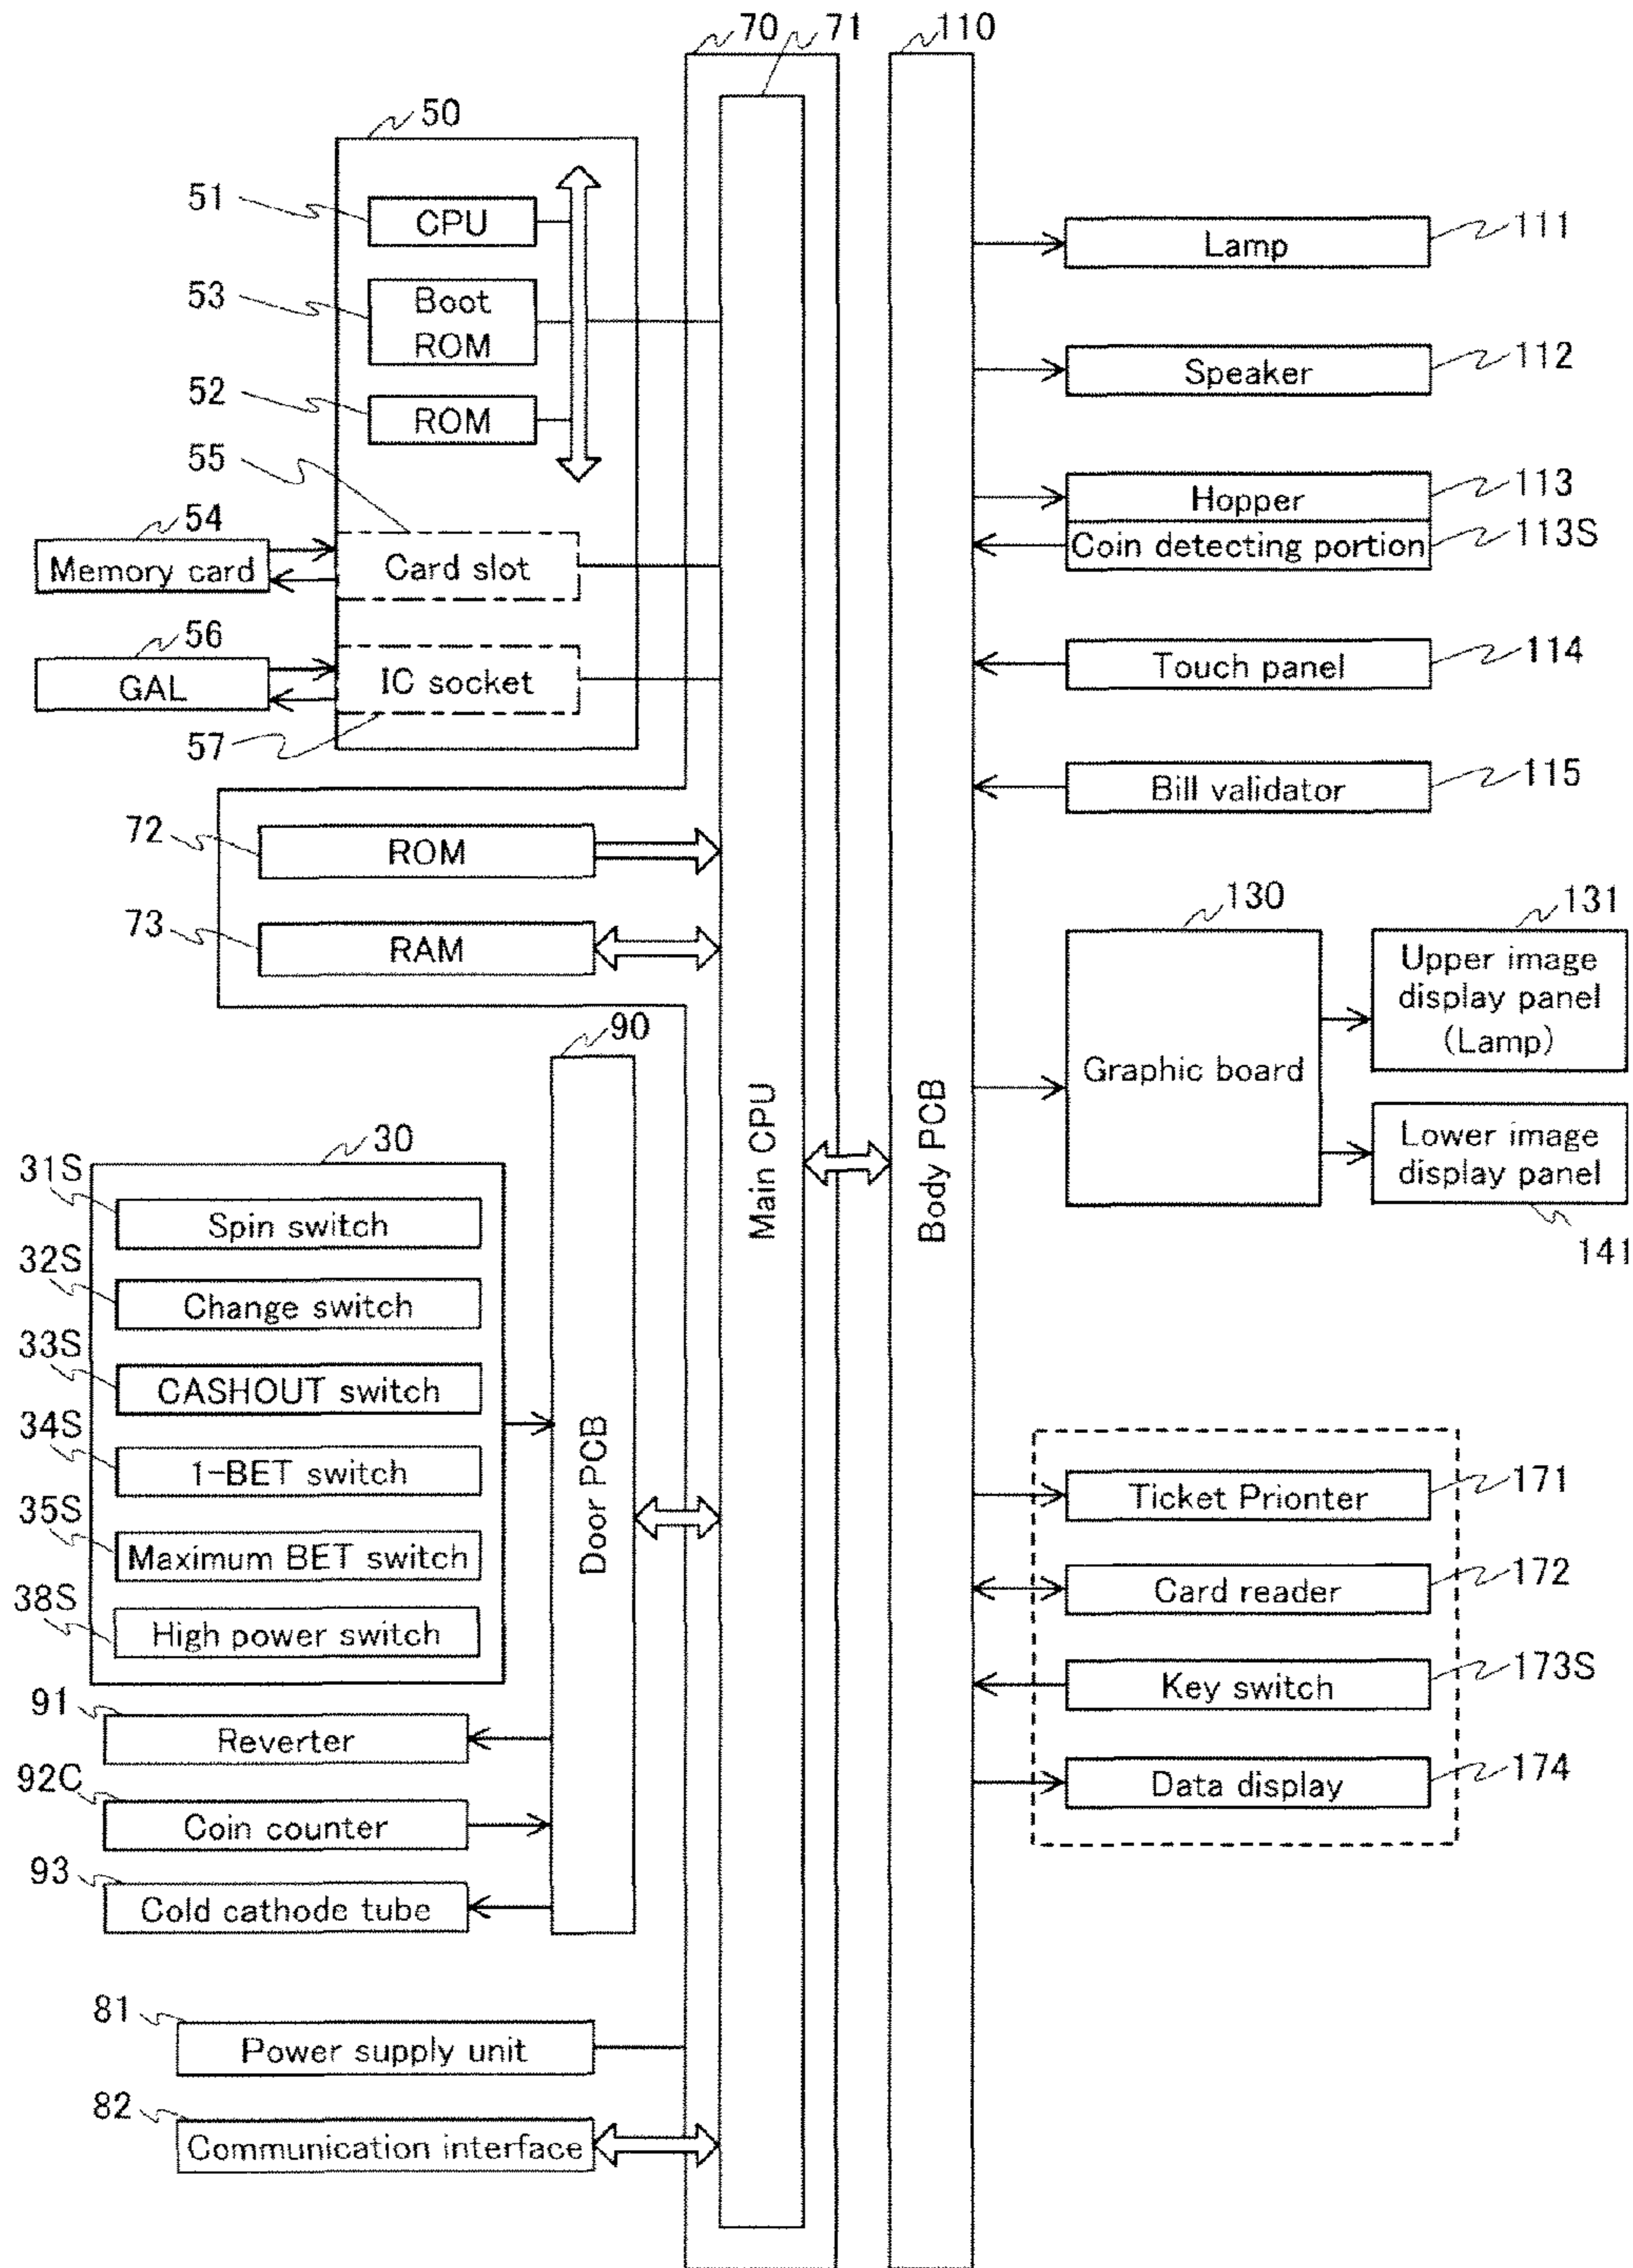 70
71
110
50
51
CPU
53
Boot
ROM
52
ROM
55
54
Memory card
Card slot
56
GAL
IC socket
57
72
ROM
73
RAM
90
Main CPU
Body PCB
Door PCB
30
31S
Spin switch
32S
Change switch
33S
CASHOUT switch
34S
1-BET switch
35S
Maximum BET switch
38S
High power switch
91
Reverter
92C
Coin counter
93
Cold cathode tube
81
Power supply unit
82
Communication interface
Lamp
111
Speaker
112
Hopper
113
Coin detecting portion
113S
Touch panel
114
Bill validator
115
130
Graphic board
131
Upper image
display panel
(Lamp)
Lower image
display panel
141
Ticket Prionter
171
Card reader
172
Key switch
173S
Data display
174